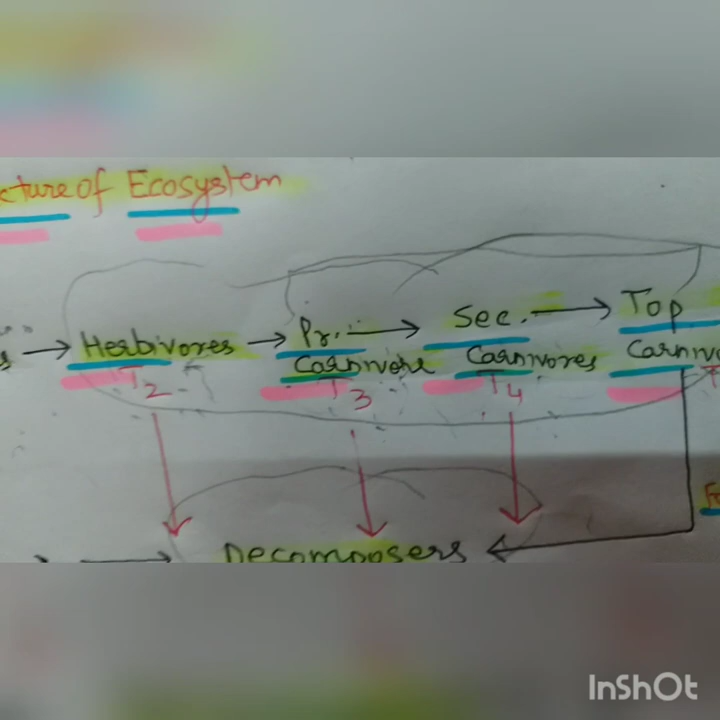 cture of Ecosystem
s → Herbivores → Pr. → Sec. → Top
Carnivore Carnivores Carnivo
T2 T3 T4 T
Decomposers
InShOt